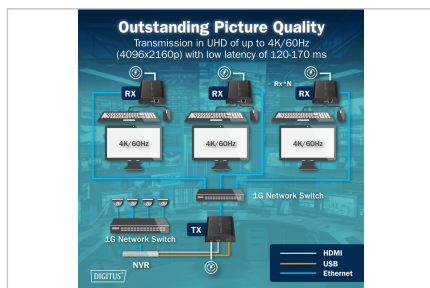 Outstanding Picture Quality
Transmission in UHD of up to 4K/60Hz
(4096x2160p) with low latency of 120-170 ms
Rx*N
RX
RX
RX
4K/60Hz
4K/60Hz
4K/60Hz
1G Network Switch
TX
1G Network Switch
NVR
HDMI
USB
Ethernet
DIGITUS®